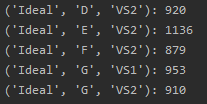 ('Ideal', 'D', 'VS2'): 920
('Ideal', 'E', 'VS2'): 1136
('Ideal', 'F', 'VS2'): 879
('Ideal', 'G', 'VS1'): 953
('Ideal', 'G', 'VS2'): 910